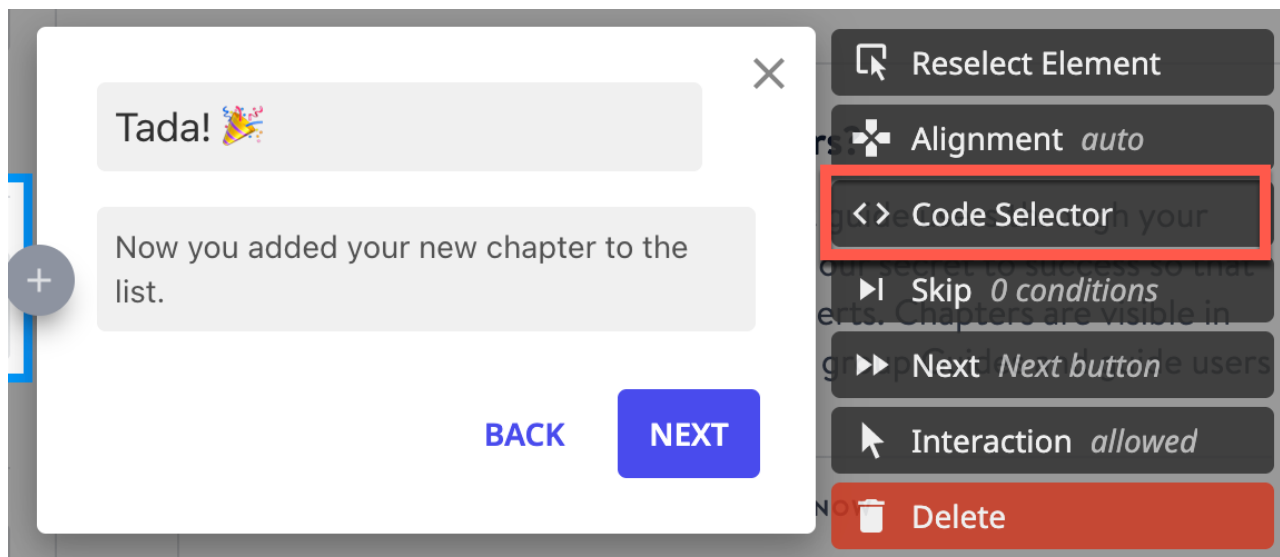 Tada! 🎉
Now you added your new chapter to the
list.
BACK
NEXT
Reselect Element
Alignment auto
Code Selector
Skip 0 conditions
Next Next button
Interaction allowed
Delete